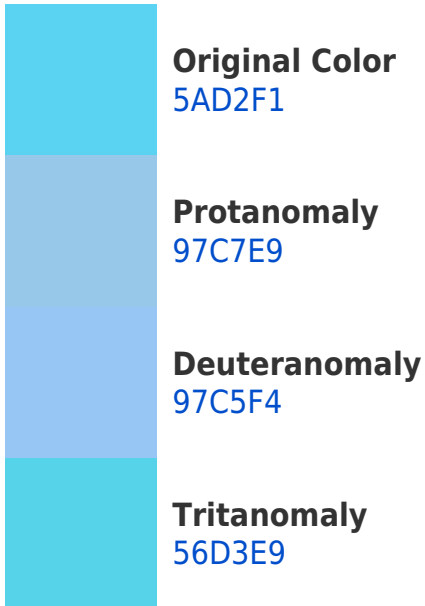 Original Color
5AD2F1
Protanomaly
97C7E9
Deuteranomaly
97C5F4
Tritanomaly
56D3E9